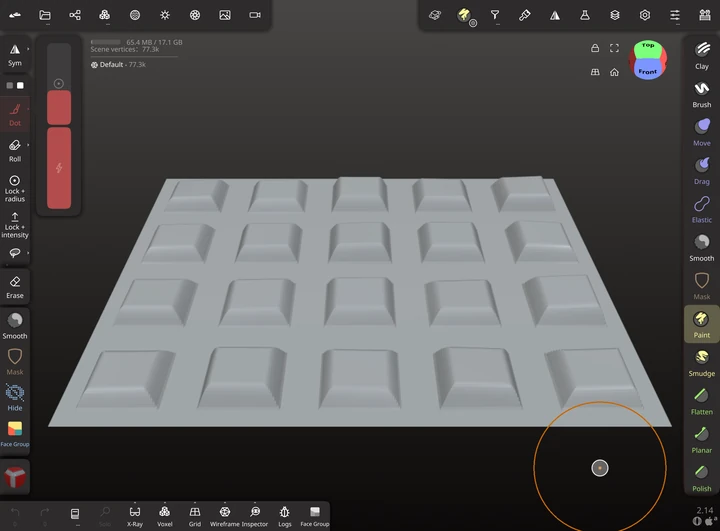 65.4 MB / 17.1 GB
Scene vertices: 77.3k
Default - 77.3k
Top
Front
Sym
Dot
Roll
Lock +
radius
Lock +
intensity
Erase
Smooth
Mask
Hide
Face Group
Clay
Brush
Move
Drag
Elastic
Smooth
Mask
Paint
Smudge
Flatten
Planar
Polish
2.14
X-Ray
Voxel
Grid
Wireframe
Inspector
Logs
Face Group